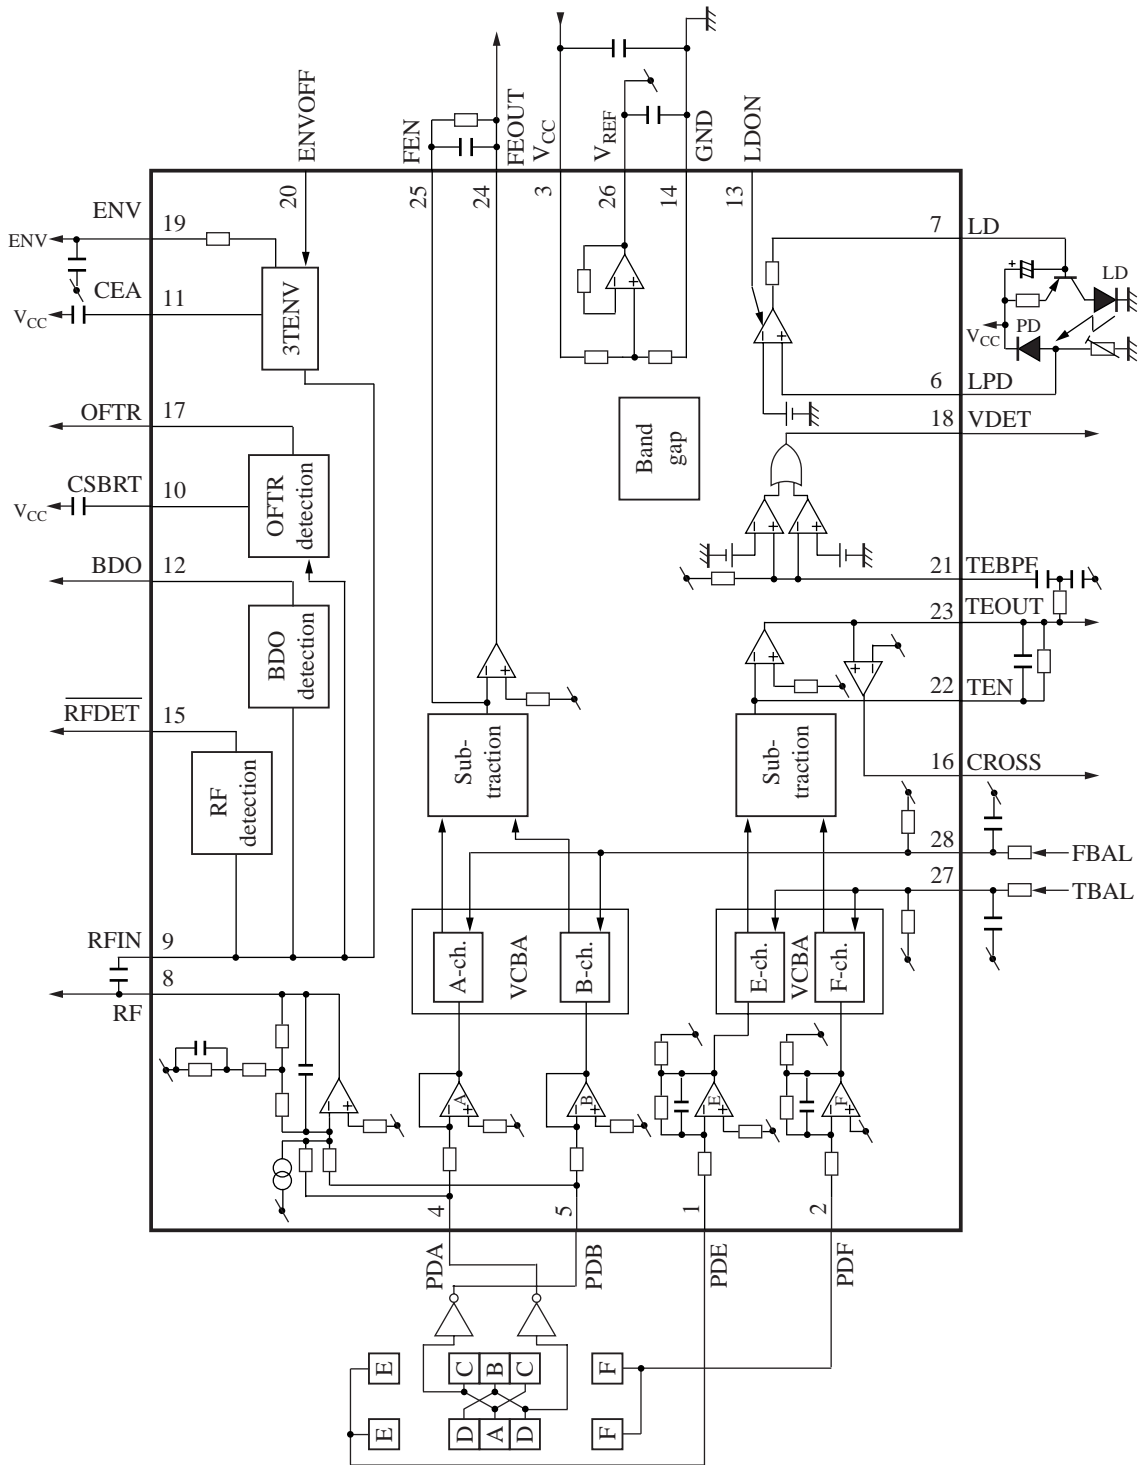 ENVOFF
20
FEN
25
FEOUT
24
VCC
3
VREF
26
GND
14
LDON
13
ENV
19
ENV
CEA
11
VCC
3TENV
OFTR
17
CSBRT
10
VCC
OFTR
detection
BDO
12
BDO
detection
RFDET
15
RF
detection
RFIN
9
8
RF
7
LD
+
LD
VCC
PD
6
LPD
18
VDET
Band
gap
21
TEBPF
23
TEOUT
22
TEN
16
CROSS
28
FBAL
27
TBAL
Sub-
traction
Sub-
traction
A-ch.
VCBA
B-ch.
E-ch.
VCBA
F-ch.
A
B
E
F
4
5
1
2
PDA
PDB
PDE
PDF
E
C
B
C
F
E
D
A
D
F